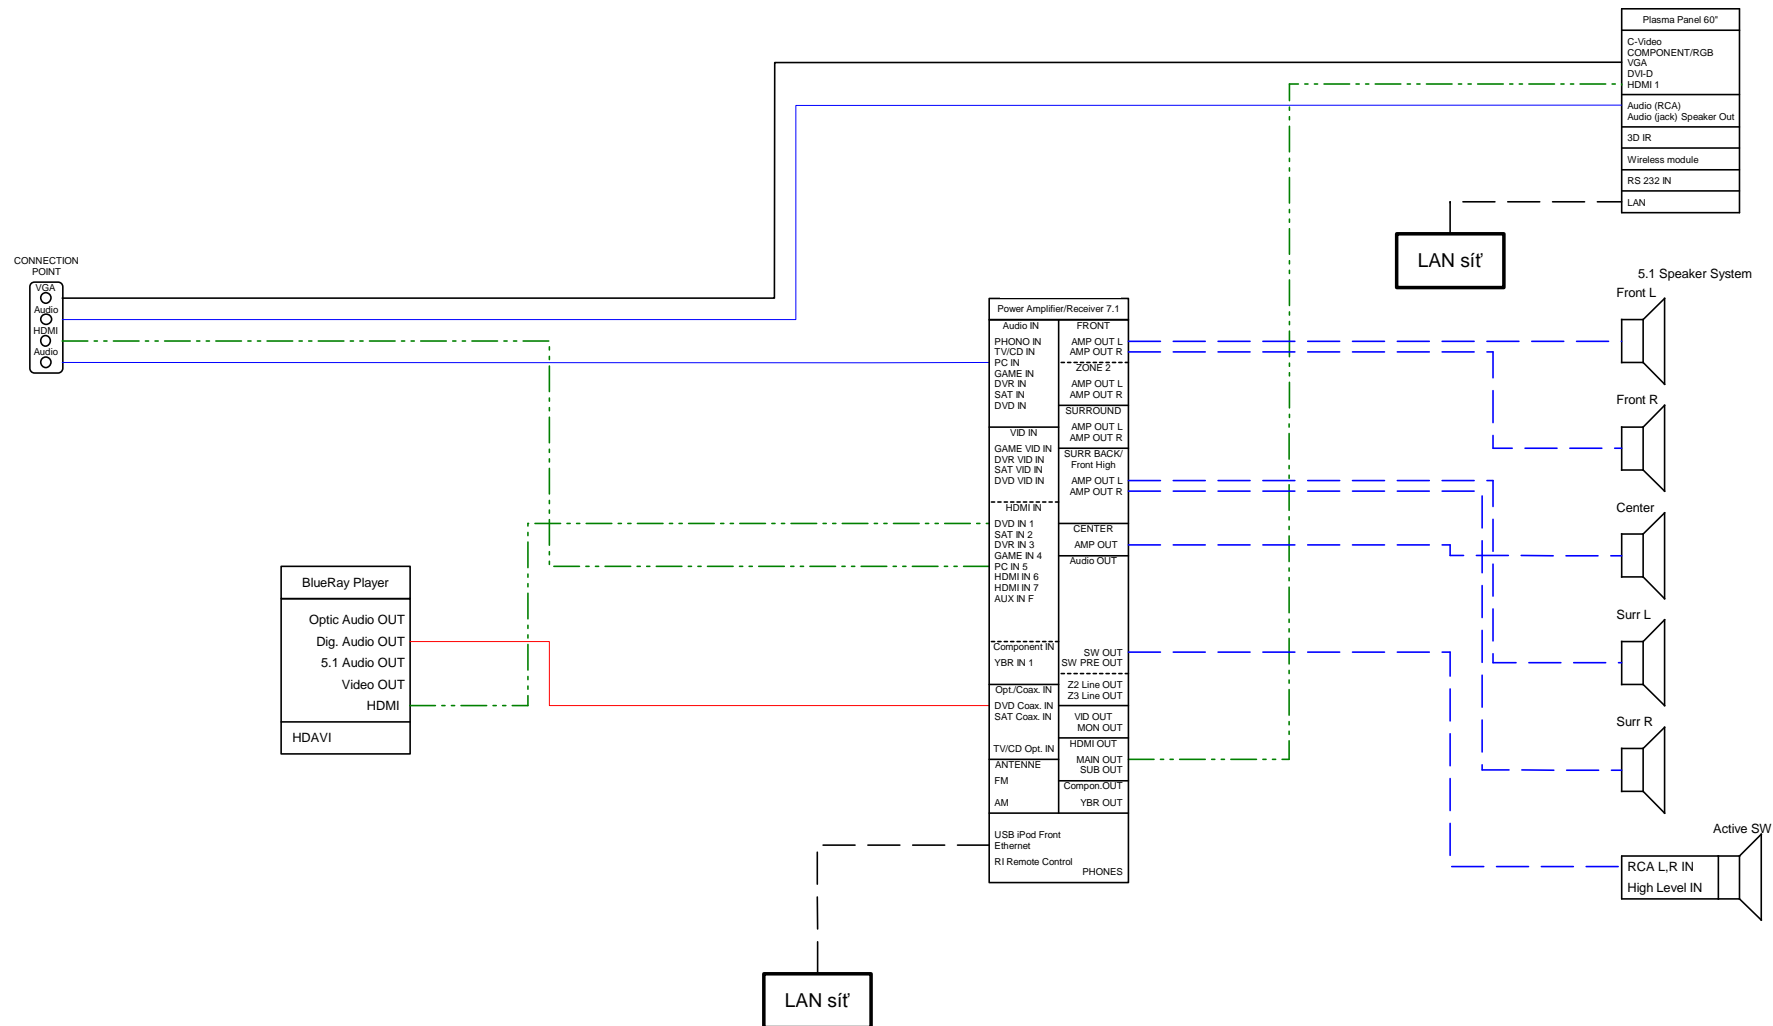 Plasma Panel 60"
C-Video
COMPONENT/RGB
VGA
DVI-D
HDMI 1
Audio (RCA)
Audio (jack) Speaker Out
3D IR
Wireless module
RS 232 IN
LAN
LAN síť
CONNECTION
POINT
VGA
Audio
HDMI
Audio
Power Amplifier/Receiver 7.1
Audio IN
PHONO IN
TV/CD IN
PC IN
GAME IN
DVR IN
SAT IN
DVD IN
VID IN
GAME VID IN
DVR VID IN
SAT VID IN
DVD VID IN
HDMI IN
DVD IN 1
SAT IN 2
DVR IN 3
GAME IN 4
PC IN 5
HDMI IN 6
HDMI IN 7
AUX IN F
Component IN
YBR IN 1
Opt./Coax. IN
DVD Coax. IN
SAT Coax. IN
TV/CD Opt. IN
ANTENNE
FM
AM
FRONT
AMP OUT L
AMP OUT R
ZONE 2
AMP OUT L
AMP OUT R
SURROUND
AMP OUT L
AMP OUT R
SURR BACK/
Front High
AMP OUT L
AMP OUT R
CENTER
AMP OUT
Audio OUT
SW OUT
SW PRE OUT
Z2 Line OUT
Z3 Line OUT
VID OUT
MON OUT
HDMI OUT
MAIN OUT
SUB OUT
Compon.OUT
YBR OUT
USB iPod Front
Ethernet
RI Remote Control
PHONES
5.1 Speaker System
Front L
Front R
Center
Surr L
Surr R
Active SW
RCA L,R IN
High Level IN
BlueRay Player
Optic Audio OUT
Dig. Audio OUT
5.1 Audio OUT
Video OUT
HDMI
HDAVI
LAN síť